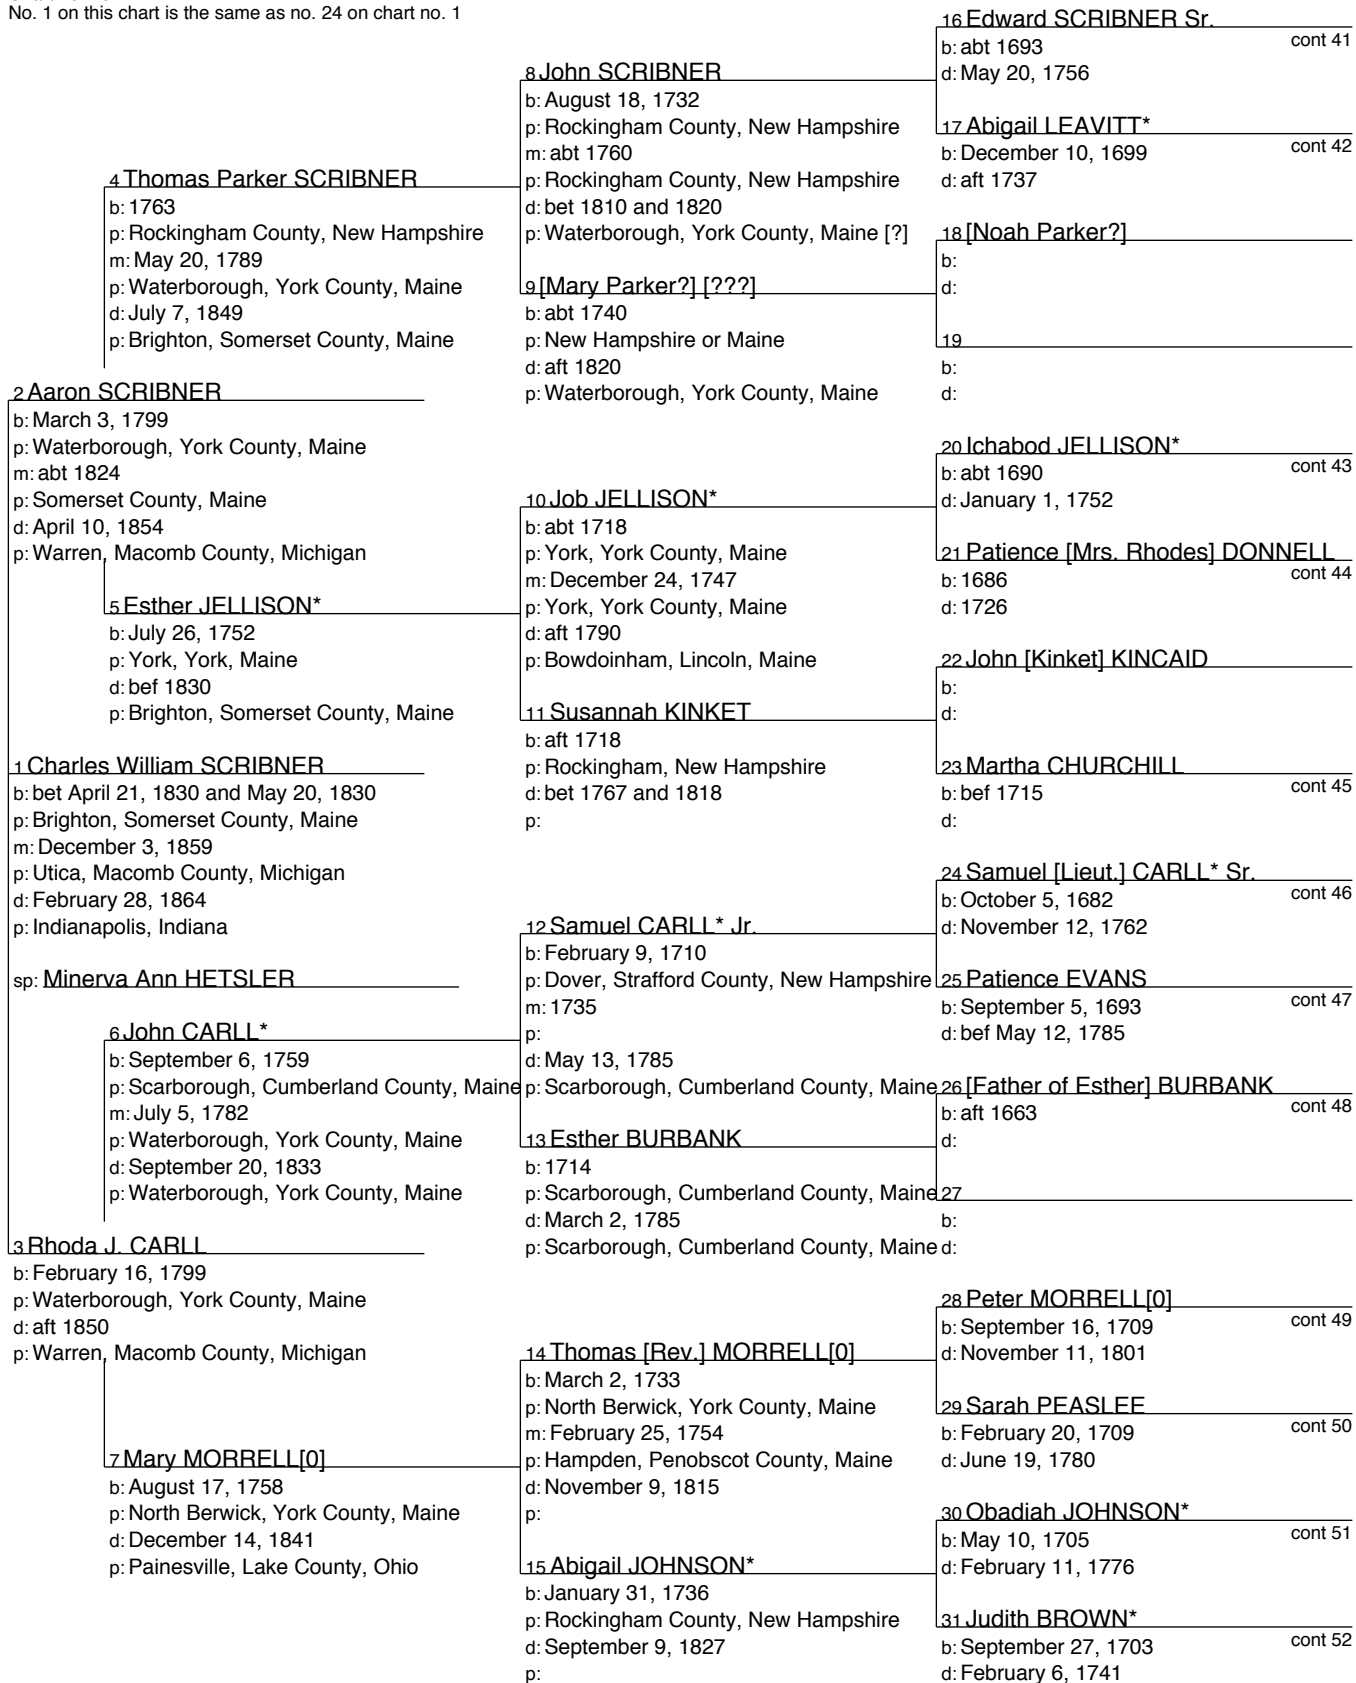 No. 1 on this chart is the same as no. 24 on chart no. 1
2 Aaron SCRIBNER
b: March 3, 1799
p: Waterborough, York County, Maine
m: abt 1824
p: Somerset County, Maine
d: April 10, 1854
p: Warren, Macomb County, Michigan
1 Charles William SCRIBNER
b: bet April 21, 1830 and May 20, 1830
p: Brighton, Somerset County, Maine
m: December 3, 1859
p: Utica, Macomb County, Michigan
d: February 28, 1864
p: Indianapolis, Indiana
sp: Minerva Ann HETSLER
3 Rhoda J. CARLL
b: February 16, 1799
p: Waterborough, York County, Maine
d: aft 1850
p: Warren, Macomb County, Michigan
4 Thomas Parker SCRIBNER
b: 1763
p: Rockingham County, New Hampshire
m: May 20, 1789
p: Waterborough, York County, Maine
d: July 7, 1849
p: Brighton, Somerset County, Maine
5 Esther JELLISON*
b: July 26, 1752
p: York, York, Maine
d: bef 1830
p: Brighton, Somerset County, Maine
6 John CARLL*
b: September 6, 1759
p: Scarborough, Cumberland County, Maine
m: July 5, 1782
p: Waterborough, York County, Maine
d: September 20, 1833
p: Waterborough, York County, Maine
7 Mary MORRELL[0]
b: August 17, 1758
p: North Berwick, York County, Maine
d: December 14, 1841
p: Painesville, Lake County, Ohio
8 John SCRIBNER
b: August 18, 1732
p: Rockingham County, New Hampshire
m: abt 1760
p: Rockingham County, New Hampshire
d: bet 1810 and 1820
p: Waterborough, York County, Maine [?]
9 [Mary Parker?] [???]
b: abt 1740
p: New Hampshire or Maine
d: aft 1820
p: Waterborough, York County, Maine
10 Job JELLISON*
b: abt 1718
p: York, York County, Maine
m: December 24, 1747
p: York, York County, Maine
d: aft 1790
p: Bowdoinham, Lincoln, Maine
11 Susannah KINKET
b: aft 1718
p: Rockingham, New Hampshire
d: bet 1767 and 1818
p:
12 Samuel CARLL* Jr.
b: February 9, 1710
p: Dover, Strafford County, New Hampshire
m: 1735
p:
d: May 13, 1785
p: Scarborough, Cumberland County, Maine
13 Esther BURBANK
b: 1714
p: Scarborough, Cumberland County, Maine
d: March 2, 1785
p: Scarborough, Cumberland County, Maine
14 Thomas [Rev.] MORRELL[0]
b: March 2, 1733
p: North Berwick, York County, Maine
m: February 25, 1754
p: Hampden, Penobscot County, Maine
d: November 9, 1815
p:
15 Abigail JOHNSON*
b: January 31, 1736
p: Rockingham County, New Hampshire
d: September 9, 1827
p:
16 Edward SCRIBNER Sr.
b: abt 1693 cont 41
d: May 20, 1756
17 Abigail LEAVITT*
b: December 10, 1699 cont 42
d: aft 1737
18 [Noah Parker?]
b:
d:
19
b:
d:
20 Ichabod JELLISON*
b: abt 1690 cont 43
d: January 1, 1752
21 Patience [Mrs. Rhodes] DONNELL
b: 1686 cont 44
d: 1726
22 John [Kinket] KINCAID
b:
d:
23 Martha CHURCHILL
b: bef 1715 cont 45
d:
24 Samuel [Lieut.] CARLL* Sr.
b: October 5, 1682 cont 46
d: November 12, 1762
25 Patience EVANS
b: September 5, 1693 cont 47
d: bef May 12, 1785
26 [Father of Esther] BURBANK
b: aft 1663 cont 48
d:
27
b:
d:
28 Peter MORRELL[0]
b: September 16, 1709 cont 49
d: November 11, 1801
29 Sarah PEASLEE
b: February 20, 1709 cont 50
d: June 19, 1780
30 Obadiah JOHNSON*
b: May 10, 1705 cont 51
d: February 11, 1776
31 Judith BROWN*
b: September 27, 1703 cont 52
d: February 6, 1741